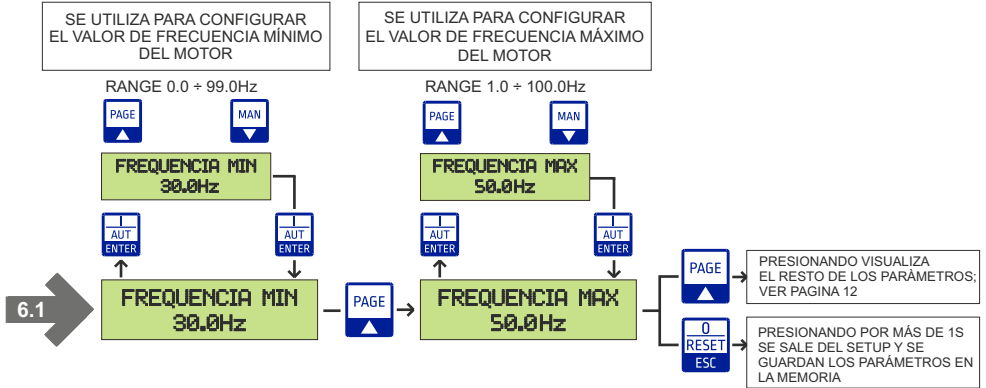 SE UTILIZA PARA CONFIGURAR
EL VALOR DE FRECUENCIA MÍNIMO
DEL MOTOR
RANGE 0.0 ÷ 99.0Hz
PAGE
MAN
FREQUENCIA MIN
30.0Hz
AUT
ENTER
AUT
ENTER
6.1
FREQUENCIA MIN
30.0Hz
PAGE
SE UTILIZA PARA CONFIGURAR
EL VALOR DE FRECUENCIA MÁXIMO
DEL MOTOR
RANGE 1.0 ÷ 100.0Hz
PAGE
MAN
FREQUENCIA MAX
50.0Hz
I
AUT
ENTER
I
AUT
ENTER
FREQUENCIA MAX
50.0Hz
PAGE
PRESIONANDO VISUALIZA
EL RESTO DE LOS PARÀMETROS;
VER PAGINA 12
0
RESET
ESC
PRESIONANDO POR MÁS DE 1S
SE SALE DEL SETUP Y SE
GUARDAN LOS PARÁMETROS EN
LA MEMORIA